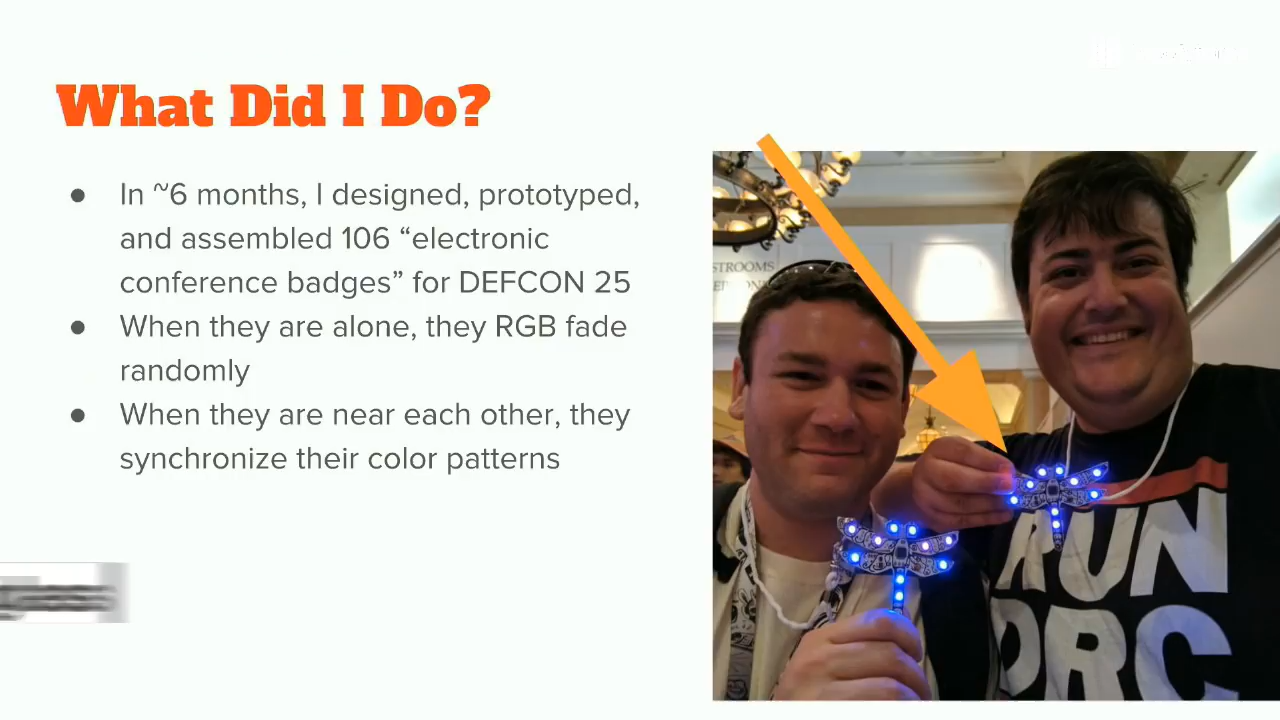 What Did I Do?
● In ~6 months, I designed, prototyped,
and assembled 106 “electronic
conference badges” for DEFCON 25
● When they are alone, they RGB fade
randomly
● When they are near each other, they
synchronize their color patterns
STROOMS
RUN
DRC